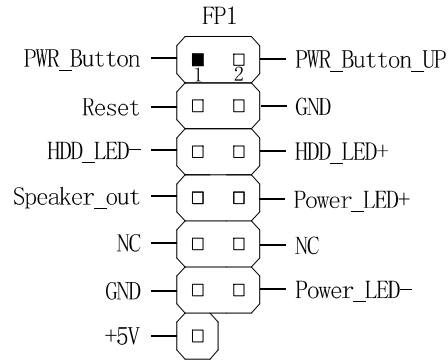 FP1
PWR_Button 1 2 PWR_Button_UP
Reset GND
HDD_LED- HDD_LED+
Speaker_out Power_LED+
NC NC
GND Power_LED-
+5V